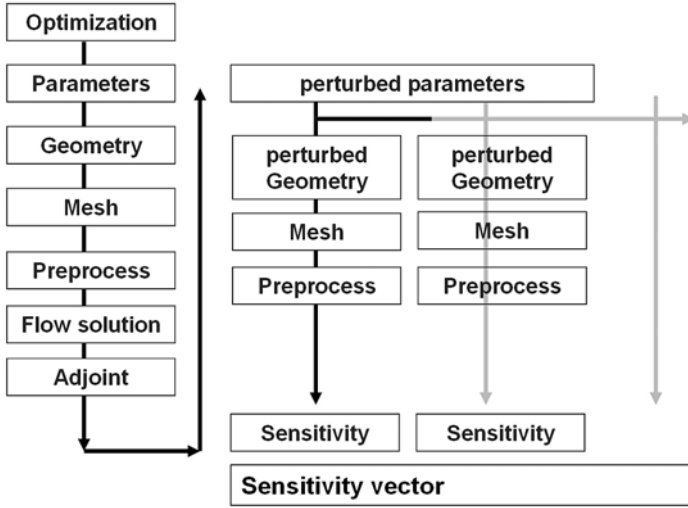 Optimization
Parameters
Geometry
Mesh
Preprocess
Flow solution
Adjoint
perturbed parameters
perturbed
Geometry
Mesh
Preprocess
Sensitivity
perturbed
Geometry
Mesh
Preprocess
Sensitivity
Sensitivity vector